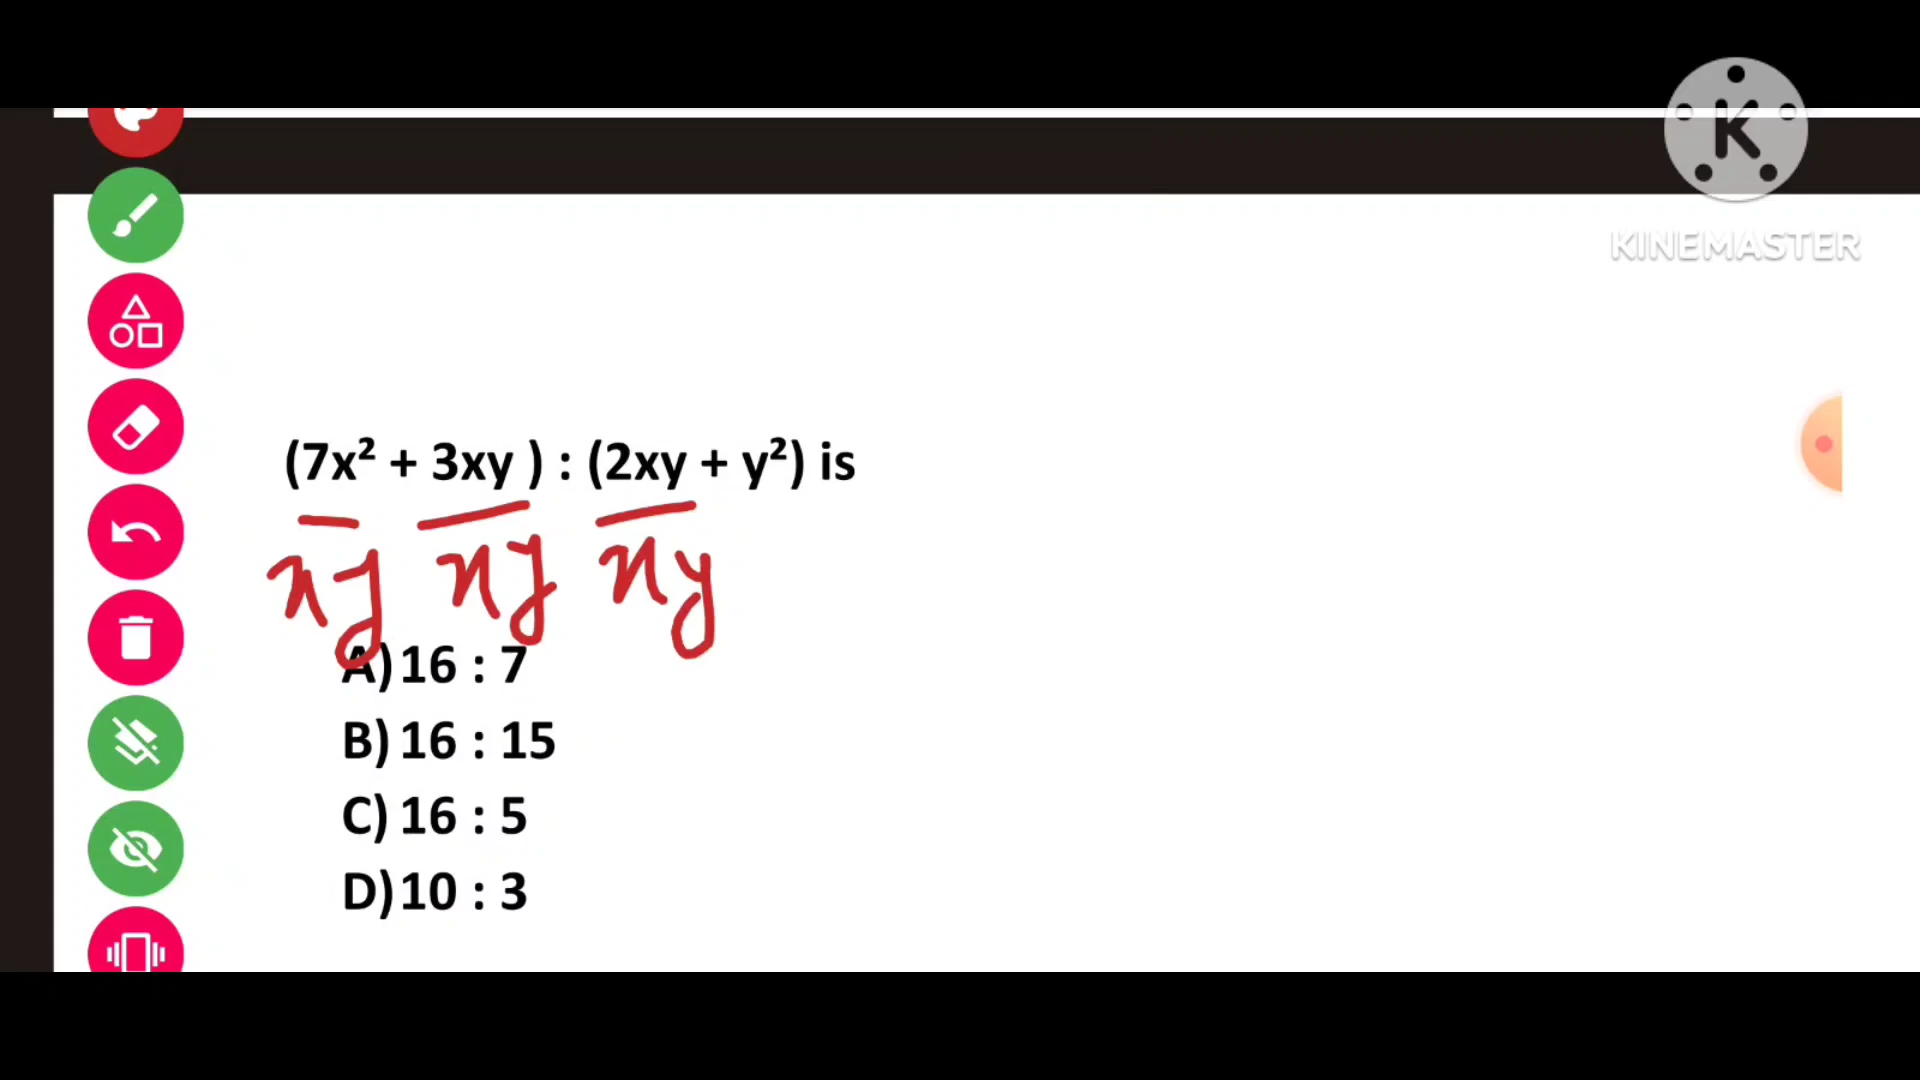 K
KINEMASTER
(7x² + 3xy ) : (2xy + y²) is
xy xy xy
A) 16 : 7
B) 16 : 15
C) 16 : 5
D) 10 : 3